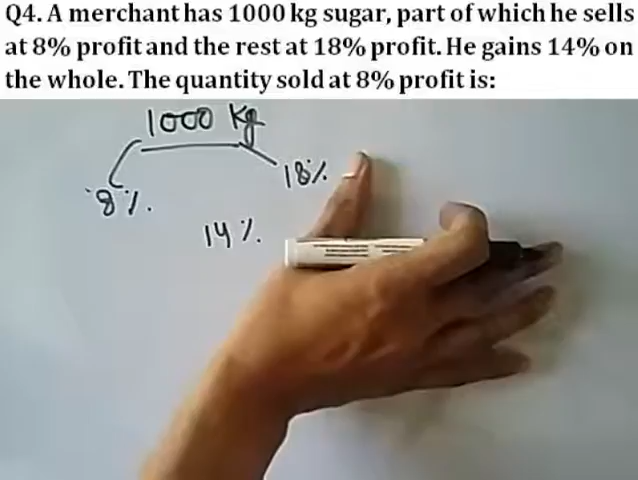 Q4. A merchant has 1000 kg sugar, part of which he sells
at 8% profit and the rest at 18% profit. He gains 14% on
the whole. The quantity sold at 8% profit is:
1000 Kg
18%
8%.
14%.